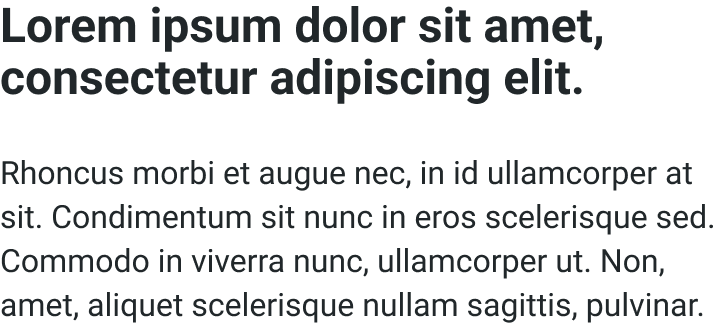 Lorem ipsum dolor sit amet,
consectetur adipiscing elit.
Rhoncus morbi et augue nec, in id ullamcorper at
sit. Condimentum sit nunc in eros scelerisque sed.
Commodo in viverra nunc, ullamcorper ut. Non,
amet, aliquet scelerisque nullam sagittis, pulvinar.